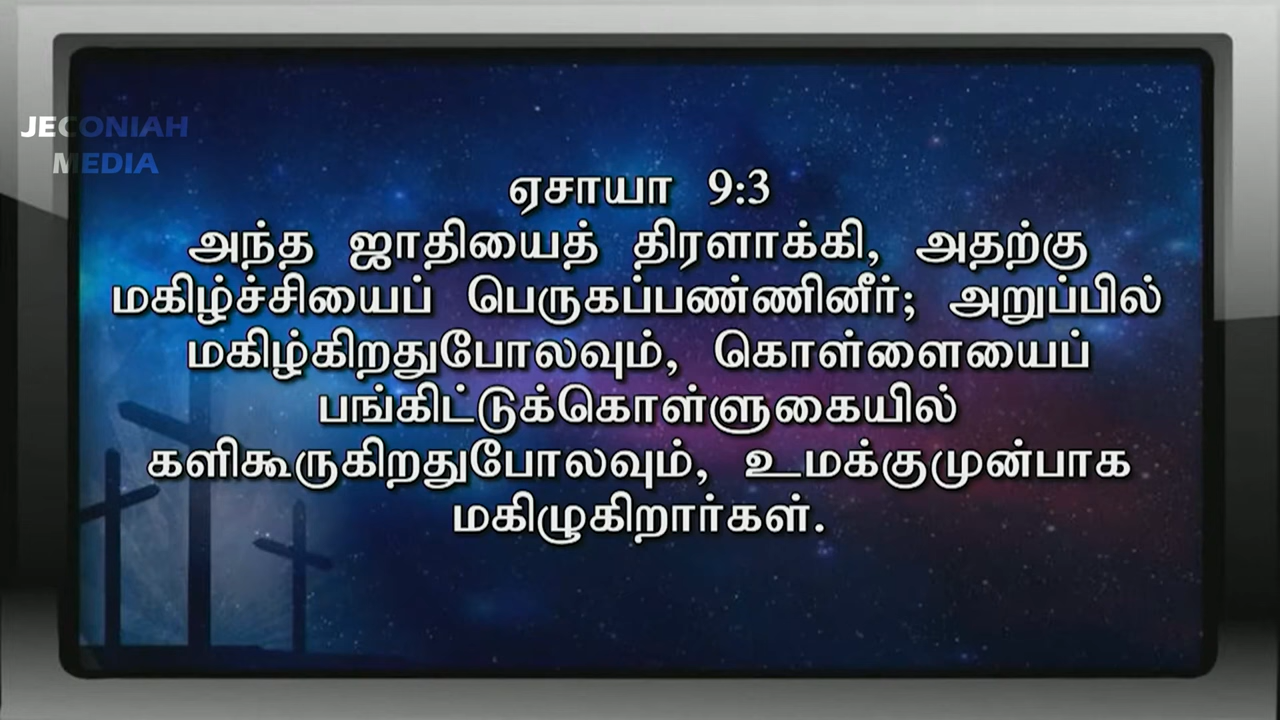 JECONIAH
MEDIA
ஏசாயா 9:3
அந்த ஜாதியைத் திரளாக்கி, அதற்கு
மகிழ்ச்சியைப் பெருகப்பண்ணினீர்; அறுப்பில்
மகிழ்கிறதுபோலவும், கொள்ளையைப்
பங்கிட்டுக்கொள்ளுகையில்
களிகூருகிறதுபோலவும், உமக்குமுன்பாக
மகிழுகிறார்கள்.